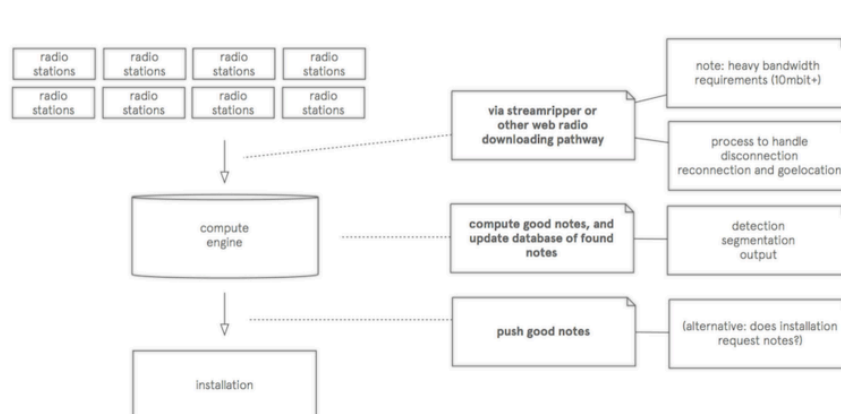 radio
stations
radio
stations
radio
stations
radio
stations
radio
stations
radio
stations
radio
stations
radio
stations
via streamripper or
other web radio
downloading pathway
note: heavy bandwidth
requirements (10mbit+)
process to handle
disconnection
reconnection and goelocation
compute
engine
compute good notes, and
update database of found
notes
detection
segmentation
output
push good notes
(alternative: does installation
request notes?)
installation